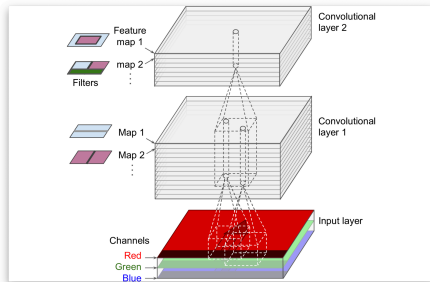 Feature
map 1
map 2
Filters
Convolutional
layer 2
Map 1
Map 2
Convolutional
layer 1
Channels
Red
Green
Blue
Input layer